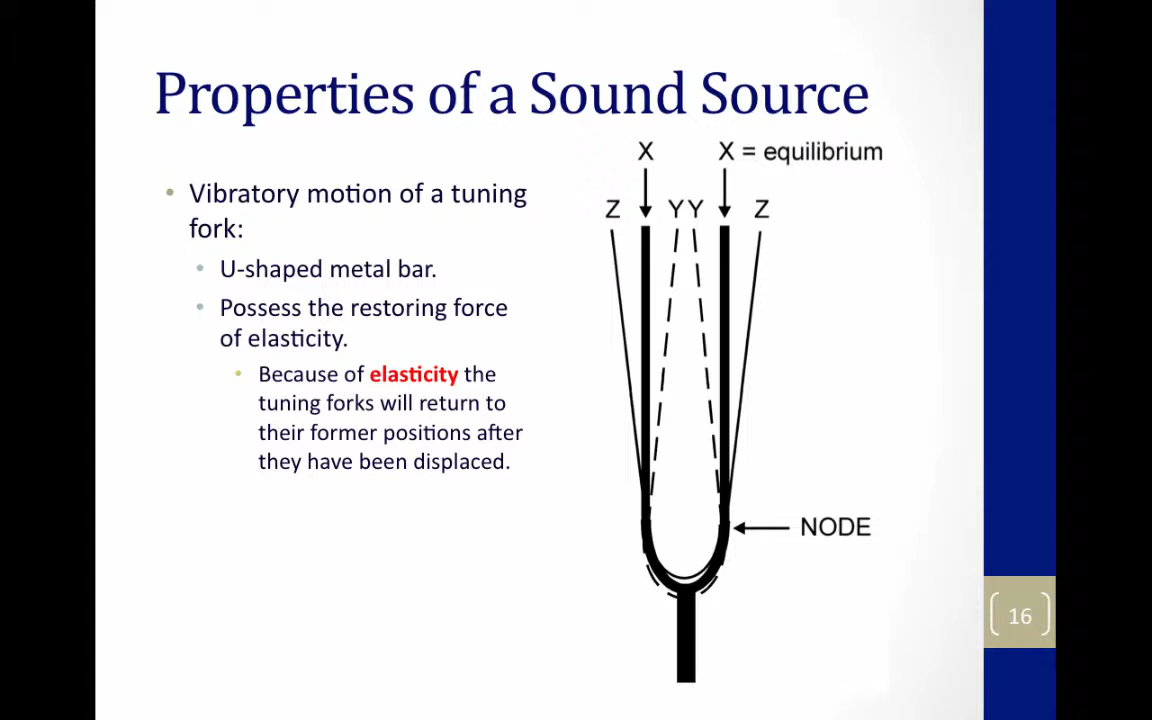 Properties of a Sound Source
• Vibratory motion of a tuning
fork:
• U-shaped metal bar.
• Possess the restoring force
of elasticity.
• Because of elasticity the
tuning forks will return to
their former positions after
they have been displaced.
X X = equilibrium
Z Y Y Z
NODE
16